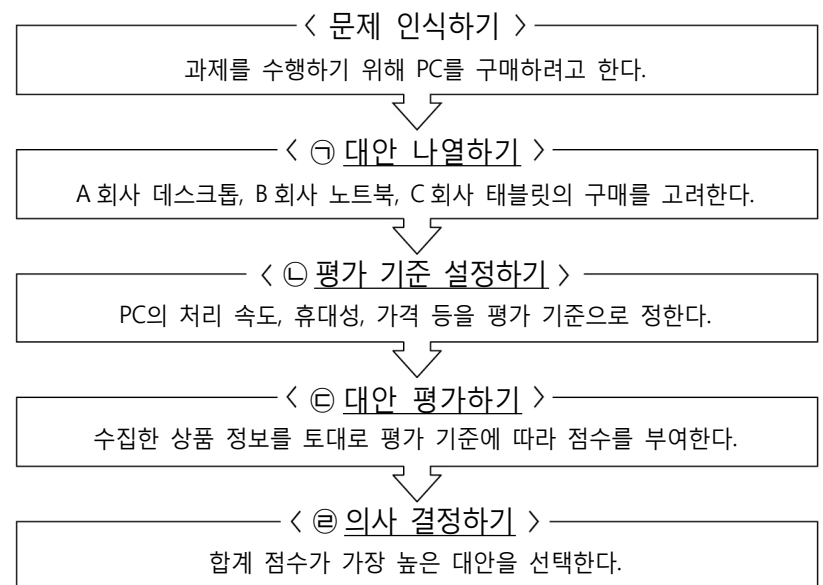 〈 문제 인식하기 〉
과제를 수행하기 위해 PC를 구매하려고 한다.
〈 ㉠ 대안 나열하기 〉
A 회사 데스크톱, B 회사 노트북, C 회사 태블릿의 구매를 고려한다.
〈 ㉡ 평가 기준 설정하기 〉
PC의 처리 속도, 휴대성, 가격 등을 평가 기준으로 정한다.
〈 ㉢ 대안 평가하기 〉
수집한 상품 정보를 토대로 평가 기준에 따라 점수를 부여한다.
〈 ㉣ 의사 결정하기 〉
합계 점수가 가장 높은 대안을 선택한다.